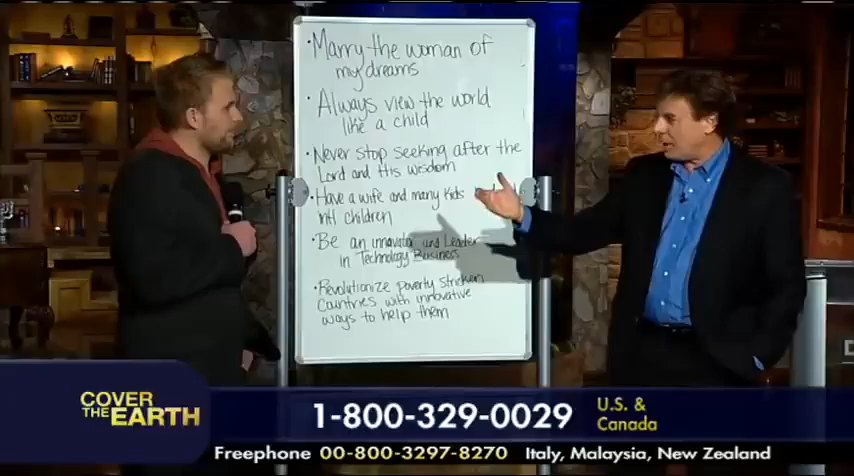 • Marry the woman of
my dreams
• Always view the world
like a child
• Never stop seeking after the
Lord and His wisdom
• Have a wife and many kids
int'l children
• Be an innovator and Leader
in Technology Business
• Revolutionize poverty stricken
countries with innovative
ways to help them
COVER
THE EARTH
1-800-329-0029
U.S. &
Canada
Freephone 00-800-3297-8270 Italy, Malaysia, New Zealand